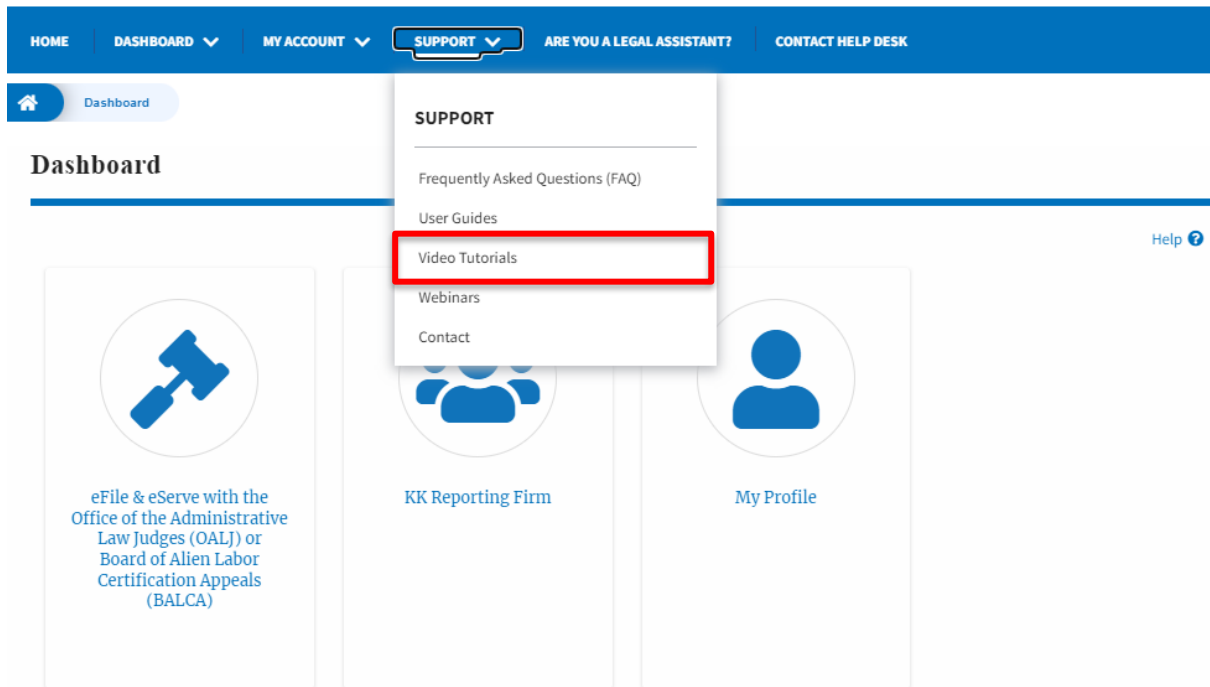 HOME
DASHBOARD
MY ACCOUNT
SUPPORT
ARE YOU A LEGAL ASSISTANT?
CONTACT HELP DESK
Dashboard
Dashboard
SUPPORT
Frequently Asked Questions (FAQ)
User Guides
Video Tutorials
Webinars
Contact
Help
eFile & eServe with the
Office of the Administrative
Law Judges (OALJ) or
Board of Alien Labor
Certification Appeals
(BALCA)
KK Reporting Firm
My Profile